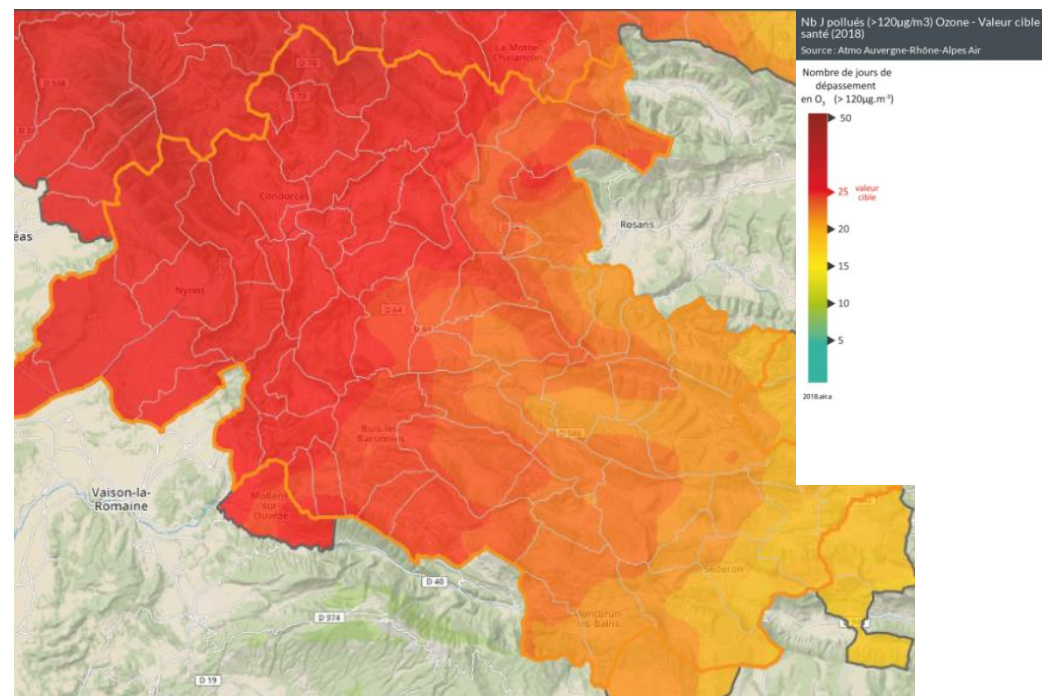 Nb J pollués (>120µg/m3) Ozone - Valeur cible
santé (2018)
Source : Atmo Auvergne-Rhône-Alpes Air
Nombre de jours de
dépassement
en O₃ (> 120µg.m⁻³)
50
25 valeur
cible
20
15
10
5
2018.aira
La Motte-
Chalancon
D 70
D 538
Condorcet
Rosans
éas
Nyons
D 64
D 546
Buis-les-
Baronnies
Vaison-la-
Romaine
Mollans-
sur-
Ouvèze
D 40
Séderon
D 974
Montbrun-
les-Bains
D 19